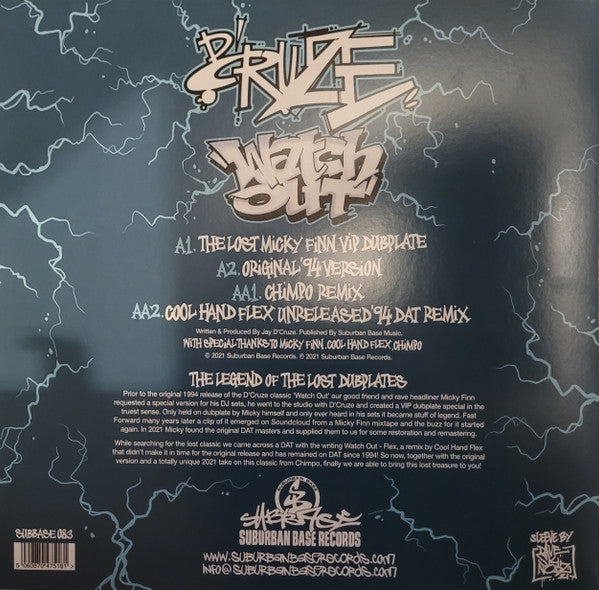 D'CRUZE
Watch
Out
A1. THE LOST MICKY FINN VIP DUBPLATE
A2. ORIGINAL '94 VERSION
AA1. CHIMPO REMIX
AA2. COOL HAND FLEX UNRELEASED '94 DAT REMIX
Written & Produced By Jay D'Cruze. Published By Suburban Base Music.
WITH SPECIAL THANKS TO MICKY FINN, COOL HAND FLEX, CHIMPO
© 2021 Suburban Base Records. ℗ 2021 Suburban Base Records.
THE LEGEND OF THE LOST DUBPLATES
Prior to the original 1994 release of the D'Cruze classic 'Watch Out' our good friend and rave headliner Micky Finn
requested a special version for his DJ sets, he went to the studio with D'Cruze and created a VIP dubplate special in the
truest sense. Only held on dubplate by Micky himself and only ever heard in his sets it became stuff of legend. Fast
Forward many years later a clip of it emerged on Soundcloud from a Micky Finn mixtape and the buzz for it started
again. In 2021 Micky found the original DAT masters and supplied them to us for some restoration and remastering.
While searching for the lost classic we came across a DAT with the writing Watch Out - Flex, a remix by Cool Hand Flex
that didn't make it in time for the original release and has remained on DAT since 1994! So now, together with the original
version and a totally unique 2021 take on this classic from Chimpo, finally we are able to bring this lost treasure to you!
SUBURBAN BASE RECORDS
WWW.SUBURBANBASERECORDS.COM
INFO@SUBURBANBASERECORDS.COM
SUBBASE 083
5 060870 475181 >
SLEEVE BY